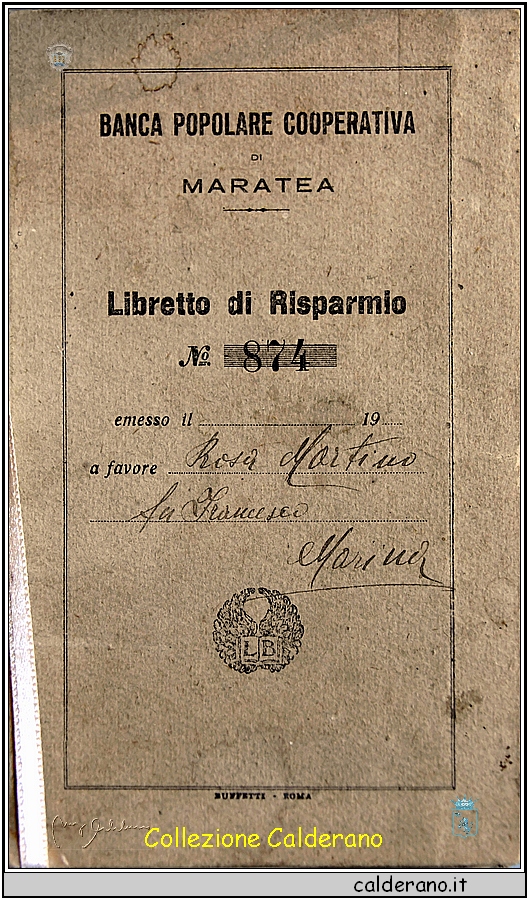 BANCA POPOLARE COOPERATIVA
DI
MARATEA
Libretto di Risparmio
No. 874
emesso il 19
a favore Rosa Martino
fu Francesco
Marina
LB
BUFFETTI - ROMA
Collezione Calderano
calderano.it